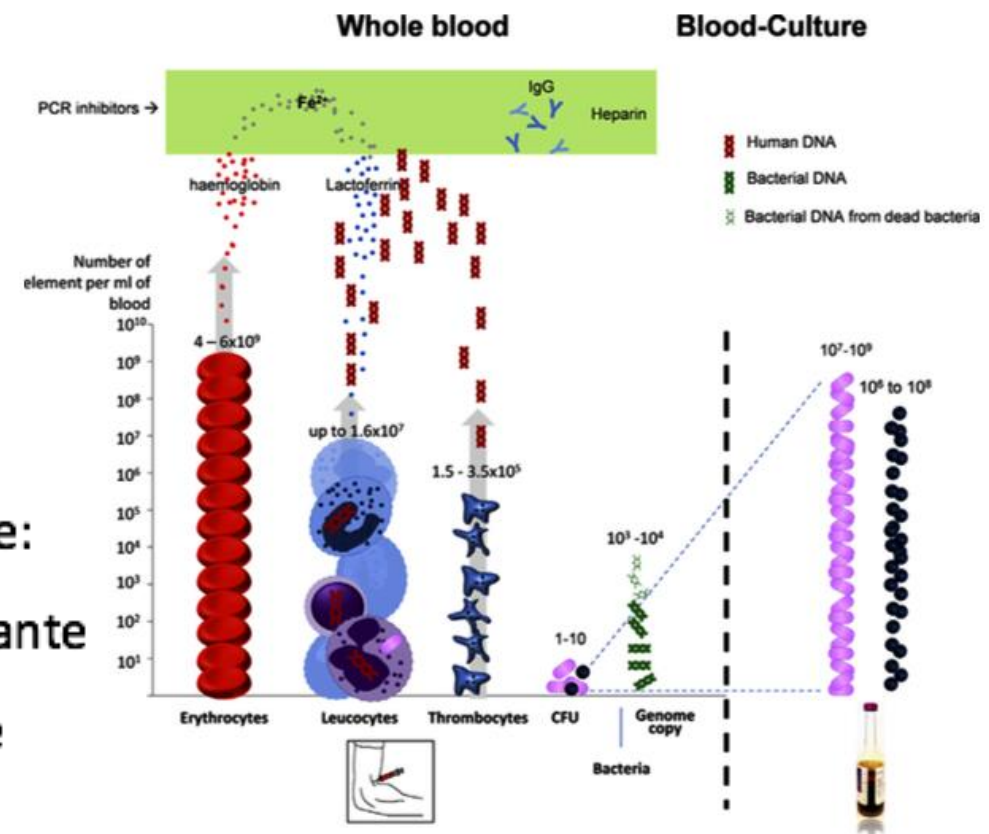 Whole blood
Blood-Culture
PCR inhibitors →
Fe²⁺
IgG
Heparin
Human DNA
Bacterial DNA
Bacterial DNA from dead bacteria
haemoglobin
Lactoferrin
Number of
element per ml of
blood
10¹⁰
10⁹
10⁸
10⁷
10⁶
10⁵
10⁴
10³
10²
10¹
4 – 6x10⁹
up to 1.6x10⁷
1.5 - 3.5x10⁵
1-10
10³ -10⁴
10⁷-10⁹
10⁶ to 10⁸
e:
ante
e
Erythrocytes
Leucocytes
Thrombocytes
CFU
Genome
copy
Bacteria